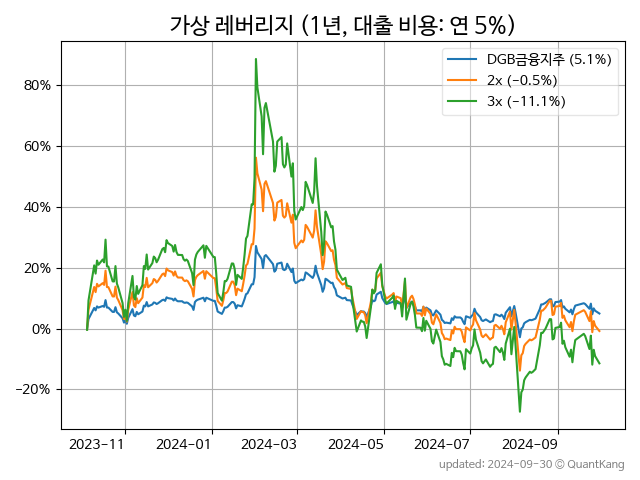 가상 레버리지 (1년, 대출 비용: 연 5%)
DGB금융지주 (5.1%)
2x (−0.5%)
3x (−11.1%)
80%
60%
40%
20%
0%
−20%
2023-11
2024-01
2024-03
2024-05
2024-07
2024-09
updated: 2024-09-30 © QuantKang